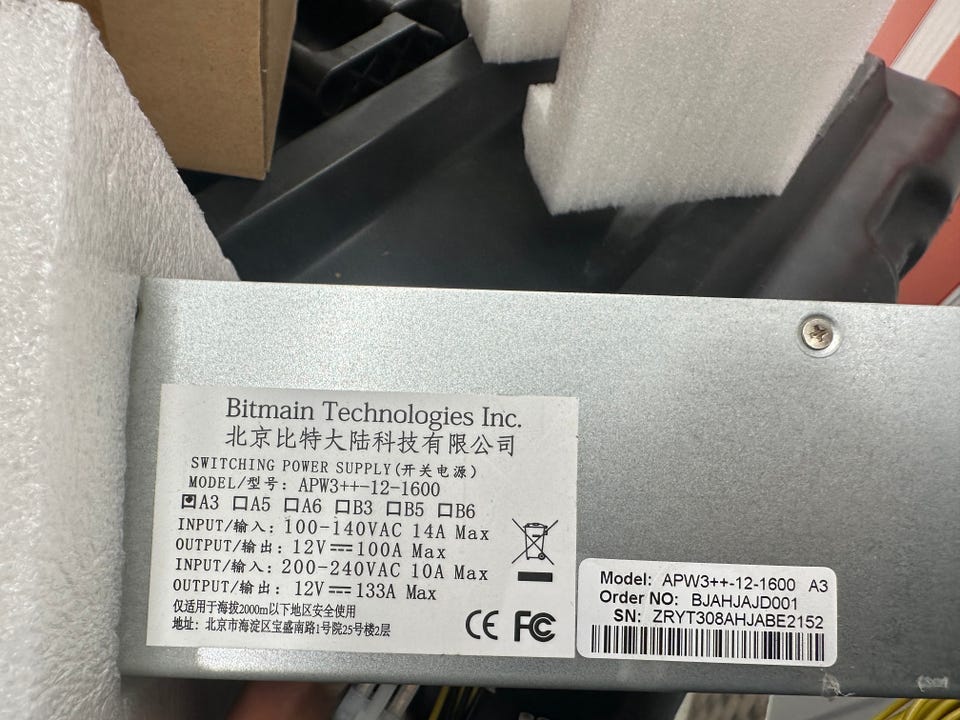 Bitmain Technologies Inc.
北京比特大陆科技有限公司
SWITCHING POWER SUPPLY(开关电源)
MODEL/型号: APW3++-12-1600
☑A3 ☐A5 ☐A6 ☐B3 ☐B5 ☐B6
INPUT/输入: 100-140VAC 14A Max
OUTPUT/输出: 12V⎓100A Max
INPUT/输入: 200-240VAC 10A Max
OUTPUT/输出: 12V⎓133A Max
仅适用于海拔2000m以下地区安全使用
地址: 北京市海淀区宝盛南路1号院25号楼2层
CE FC
Model: APW3++-12-1600 A3
Order NO: BJAHJAJD001
SN: ZRYT308AHJABE2152